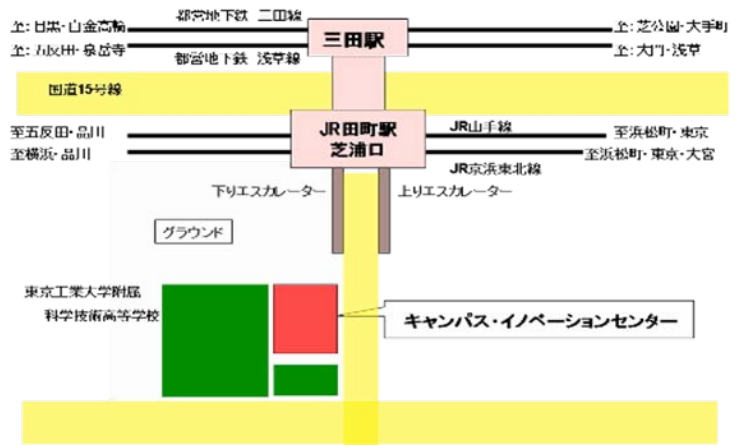 都営地下鉄 三田線
至:目黒・白金高輪
三田駅
至:芝公園・大手町
至:五反田・泉岳寺
都営地下鉄 浅草線
至:大門・浅草
国道15号線
JR田町駅
芝浦口
至五反田・品川
JR山手線
至浜松町・東京
至横浜・品川
JR京浜東北線
至浜松町・東京・大宮
下りエスカレーター
上りエスカレーター
グラウンド
東京工業大学附属
科学技術高等学校
キャンパス・イノベーションセンター